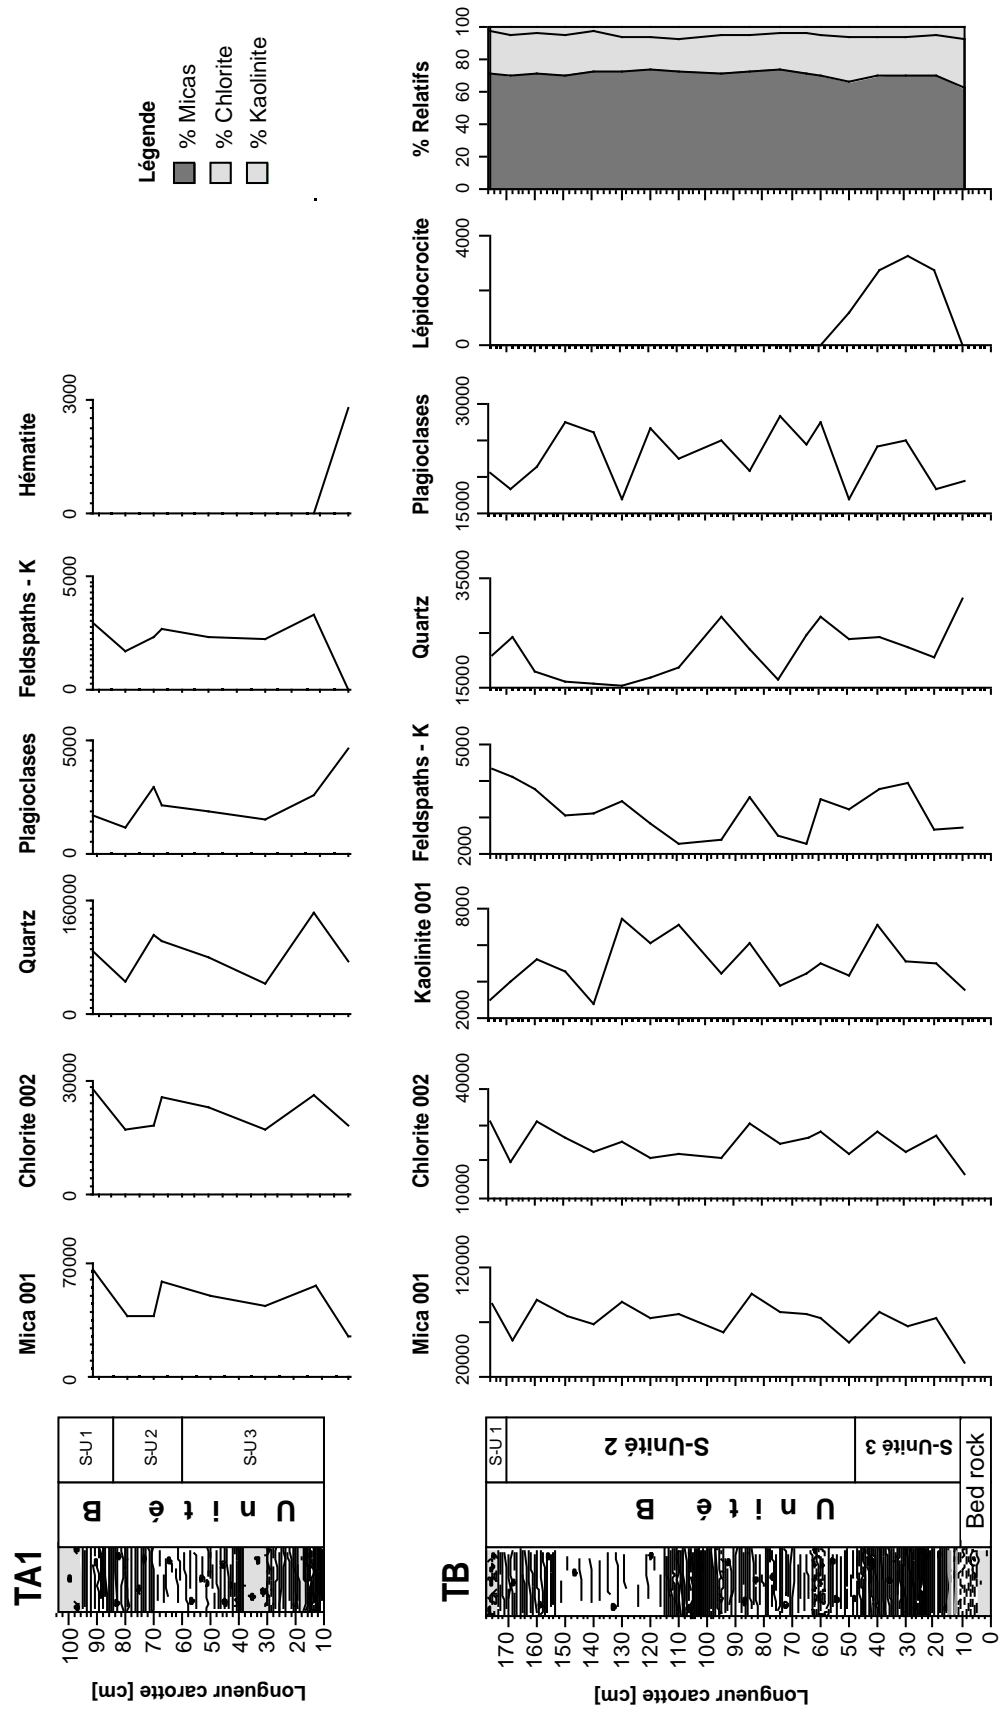 TA1
Longueur carotte [cm]
100
90
80
70
60
50
40
30
20
10
Unité B
S-U 1
S-U 2
S-U 3
Mica 001
0 70000
Chlorite 002
0 30000
Quartz
0 160000
Plagioclases
0 5000
Feldspaths - K
0 5000
Hématite
0 3000
Légende
% Micas
% Chlorite
% Kaolinite
TB
Longueur carotte [cm]
170
160
150
140
130
120
110
100
90
80
70
60
50
40
30
20
10
0
Unité B
S-U 1
S-Unité 2
S-Unité 3
Bed rock
Mica 001
20000 120000
Chlorite 002
10000 40000
Kaolinite 001
2000 8000
Feldspaths - K
2000 5000
Quartz
15000 35000
Plagioclases
15000 30000
Lépidocrocite
0 4000
% Relatifs
0 20 40 60 80 100